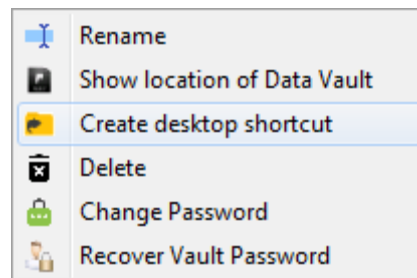 Rename
Show location of Data Vault
Create desktop shortcut
Delete
Change Password
Recover Vault Password